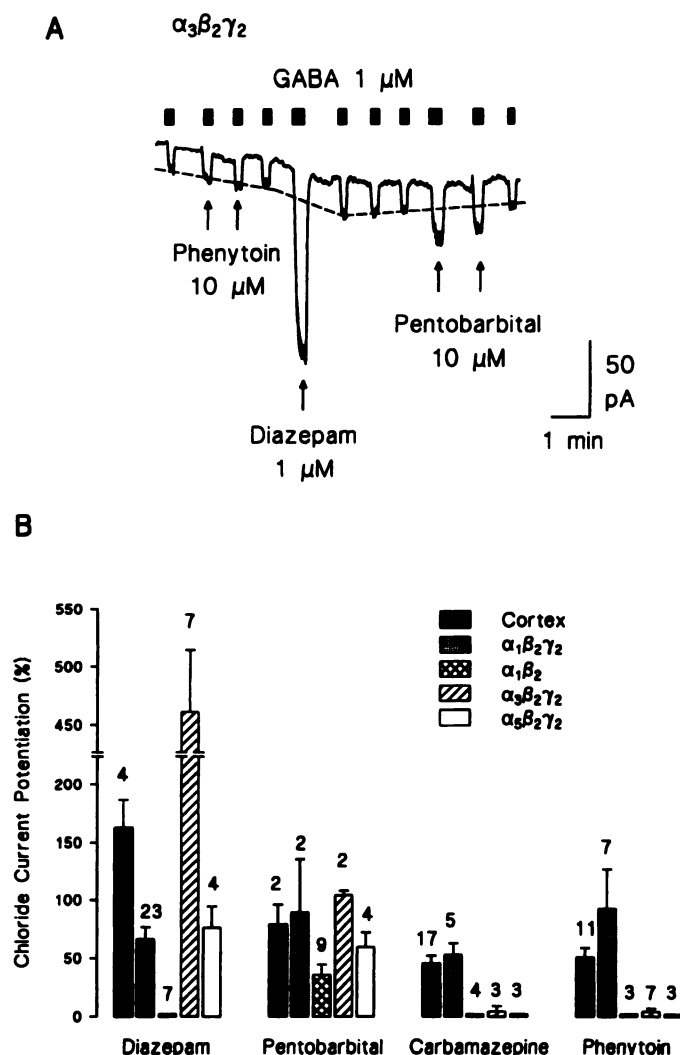 A
α3β2γ2
GABA 1 μM
Phenytoin
10 μM
Diazepam
1 μM
Pentobarbital
10 μM
50
pA
1 min
B
Chloride Current Potentiation (%)
550
500
450
200
150
100
50
0
Cortex
α1β2γ2
α1β2
α3β2γ2
α5β2γ2
4
23
7
7
4
2
2
9
2
4
17
5
4
3
3
11
7
3
7
3
Diazepam
Pentobarbital
Carbamazepine
Phenytoin